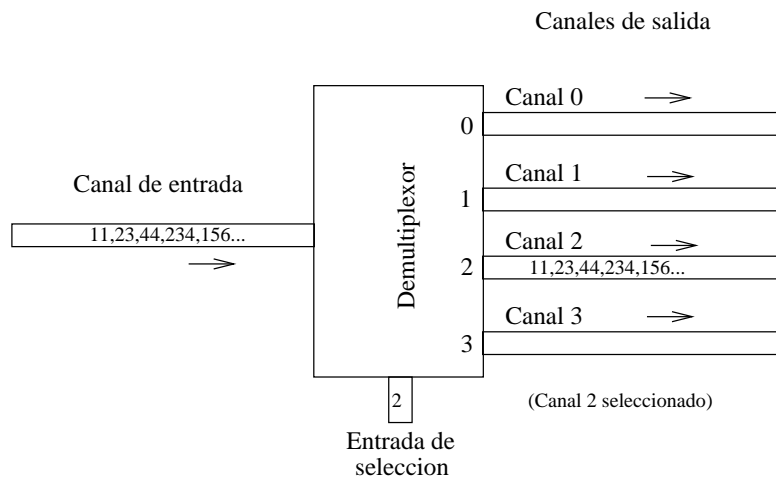 Canales de salida
Canal 0
0
Canal 1
1
Canal de entrada
11,23,44,234,156...
Demultiplexor
Canal 2
2
11,23,44,234,156...
Canal 3
3
2
(Canal 2 seleccionado)
Entrada de
seleccion